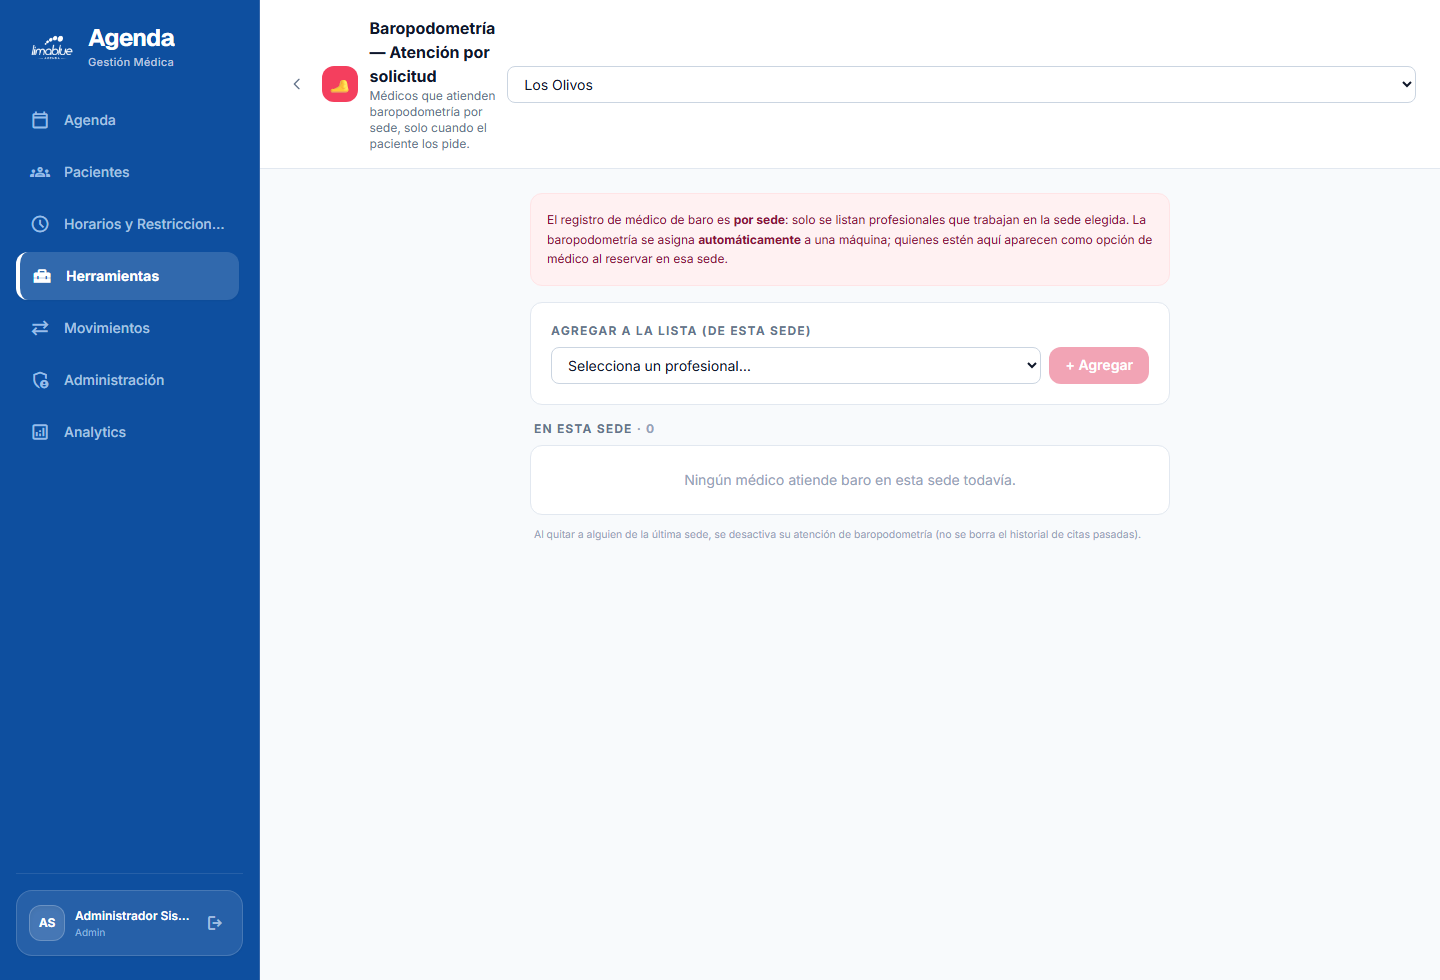 limablue
Agenda
Gestión Médica
Agenda
Pacientes
Horarios y Restriccion...
Herramientas
Movimientos
Administración
Analytics
AS
Administrador Sis...
Admin
Baropodometría
— Atención por
solicitud
Médicos que atienden
baropodometría por
sede, solo cuando el
paciente los pide.
Los Olivos
El registro de médico de baro es por sede: solo se listan profesionales que trabajan en la sede elegida. La
baropodometría se asigna automáticamente a una máquina; quienes estén aquí aparecen como opción de
médico al reservar en esa sede.
AGREGAR A LA LISTA (DE ESTA SEDE)
Selecciona un profesional...
+ Agregar
EN ESTA SEDE · 0
Ningún médico atiende baro en esta sede todavía.
Al quitar a alguien de la última sede, se desactiva su atención de baropodometría (no se borra el historial de citas pasadas).